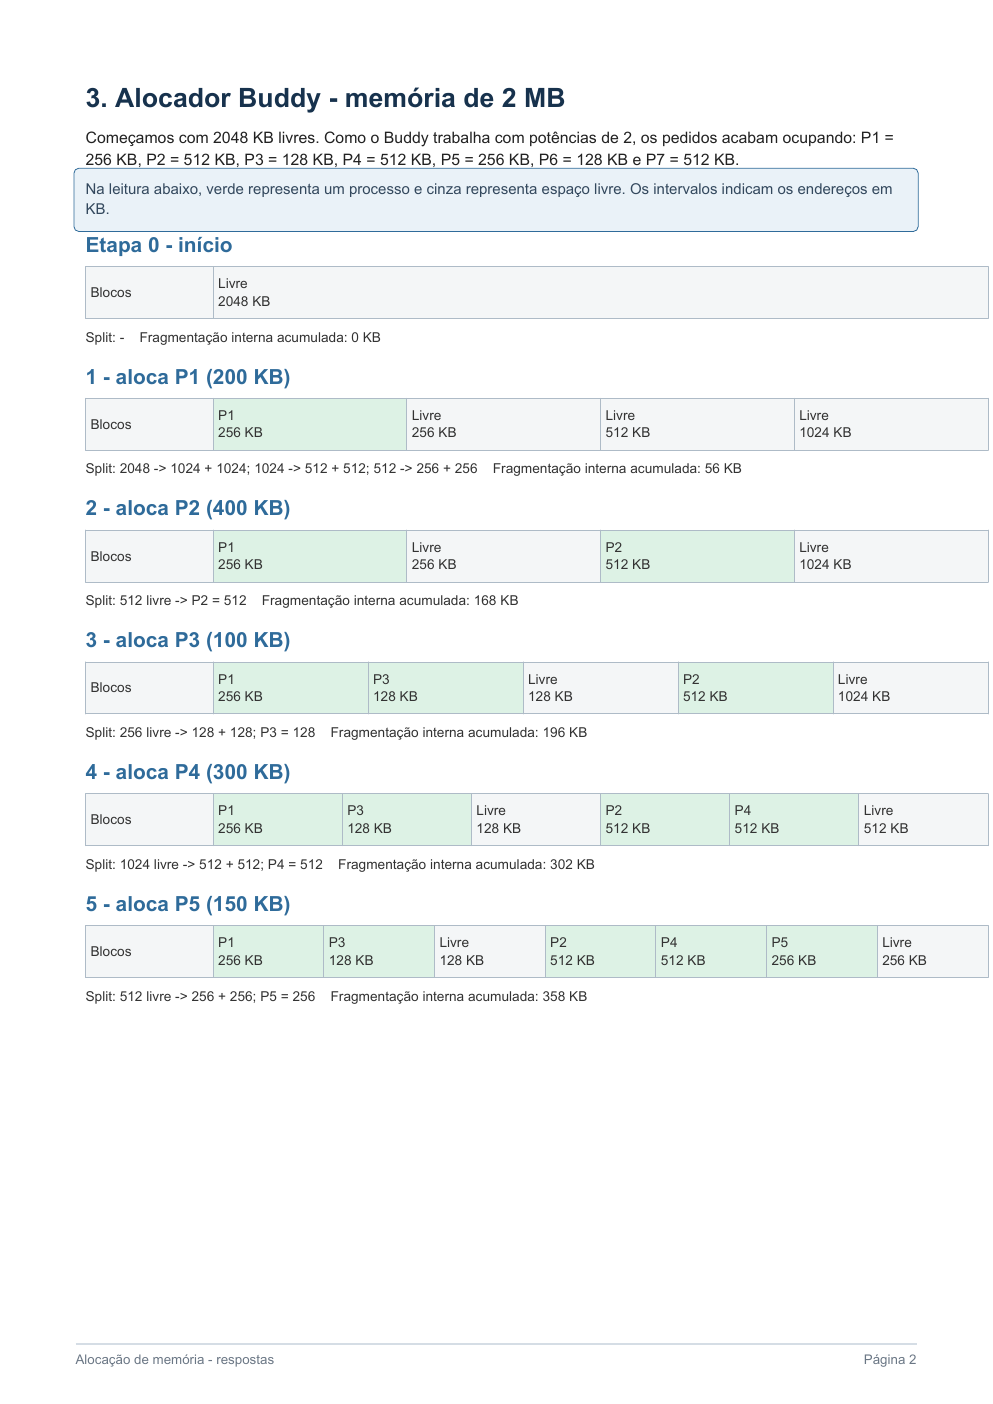 3. Alocador Buddy - memória de 2 MB
Começamos com 2048 KB livres. Como o Buddy trabalha com potências de 2, os pedidos acabam ocupando: P1 =
256 KB, P2 = 512 KB, P3 = 128 KB, P4 = 512 KB, P5 = 256 KB, P6 = 128 KB e P7 = 512 KB.
Na leitura abaixo, verde representa um processo e cinza representa espaço livre. Os intervalos indicam os endereços em
KB.
Etapa 0 - início
Blocos
Livre
2048 KB
Split: - Fragmentação interna acumulada: 0 KB
1 - aloca P1 (200 KB)
Blocos
P1
256 KB
Livre
256 KB
Livre
512 KB
Livre
1024 KB
Split: 2048 -> 1024 + 1024; 1024 -> 512 + 512; 512 -> 256 + 256 Fragmentação interna acumulada: 56 KB
2 - aloca P2 (400 KB)
Blocos
P1
256 KB
Livre
256 KB
P2
512 KB
Livre
1024 KB
Split: 512 livre -> P2 = 512 Fragmentação interna acumulada: 168 KB
3 - aloca P3 (100 KB)
Blocos
P1
256 KB
P3
128 KB
Livre
128 KB
P2
512 KB
Livre
1024 KB
Split: 256 livre -> 128 + 128; P3 = 128 Fragmentação interna acumulada: 196 KB
4 - aloca P4 (300 KB)
Blocos
P1
256 KB
P3
128 KB
Livre
128 KB
P2
512 KB
P4
512 KB
Livre
512 KB
Split: 1024 livre -> 512 + 512; P4 = 512 Fragmentação interna acumulada: 302 KB
5 - aloca P5 (150 KB)
Blocos
P1
256 KB
P3
128 KB
Livre
128 KB
P2
512 KB
P4
512 KB
P5
256 KB
Livre
256 KB
Split: 512 livre -> 256 + 256; P5 = 256 Fragmentação interna acumulada: 358 KB
Alocação de memória - respostas
Página 2